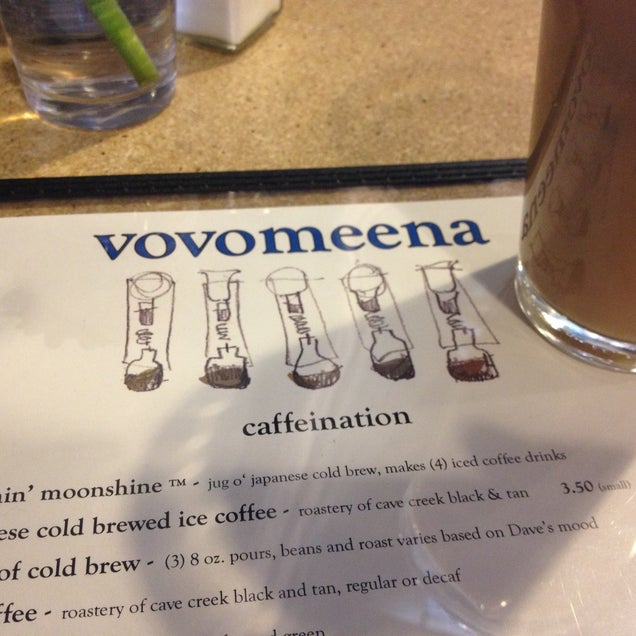 vovomeena
caffeination
in' moonshine ™ - jug o' japanese cold brew, makes (4) iced coffee drinks
ese cold brewed ice coffee - roastery of cave creek black & tan 3.50 (small)
of cold brew - (3) 8 oz. pours, beans and roast varies based on Dave's mood
ffee - roastery of cave creek black and tan, regular or decaf
green